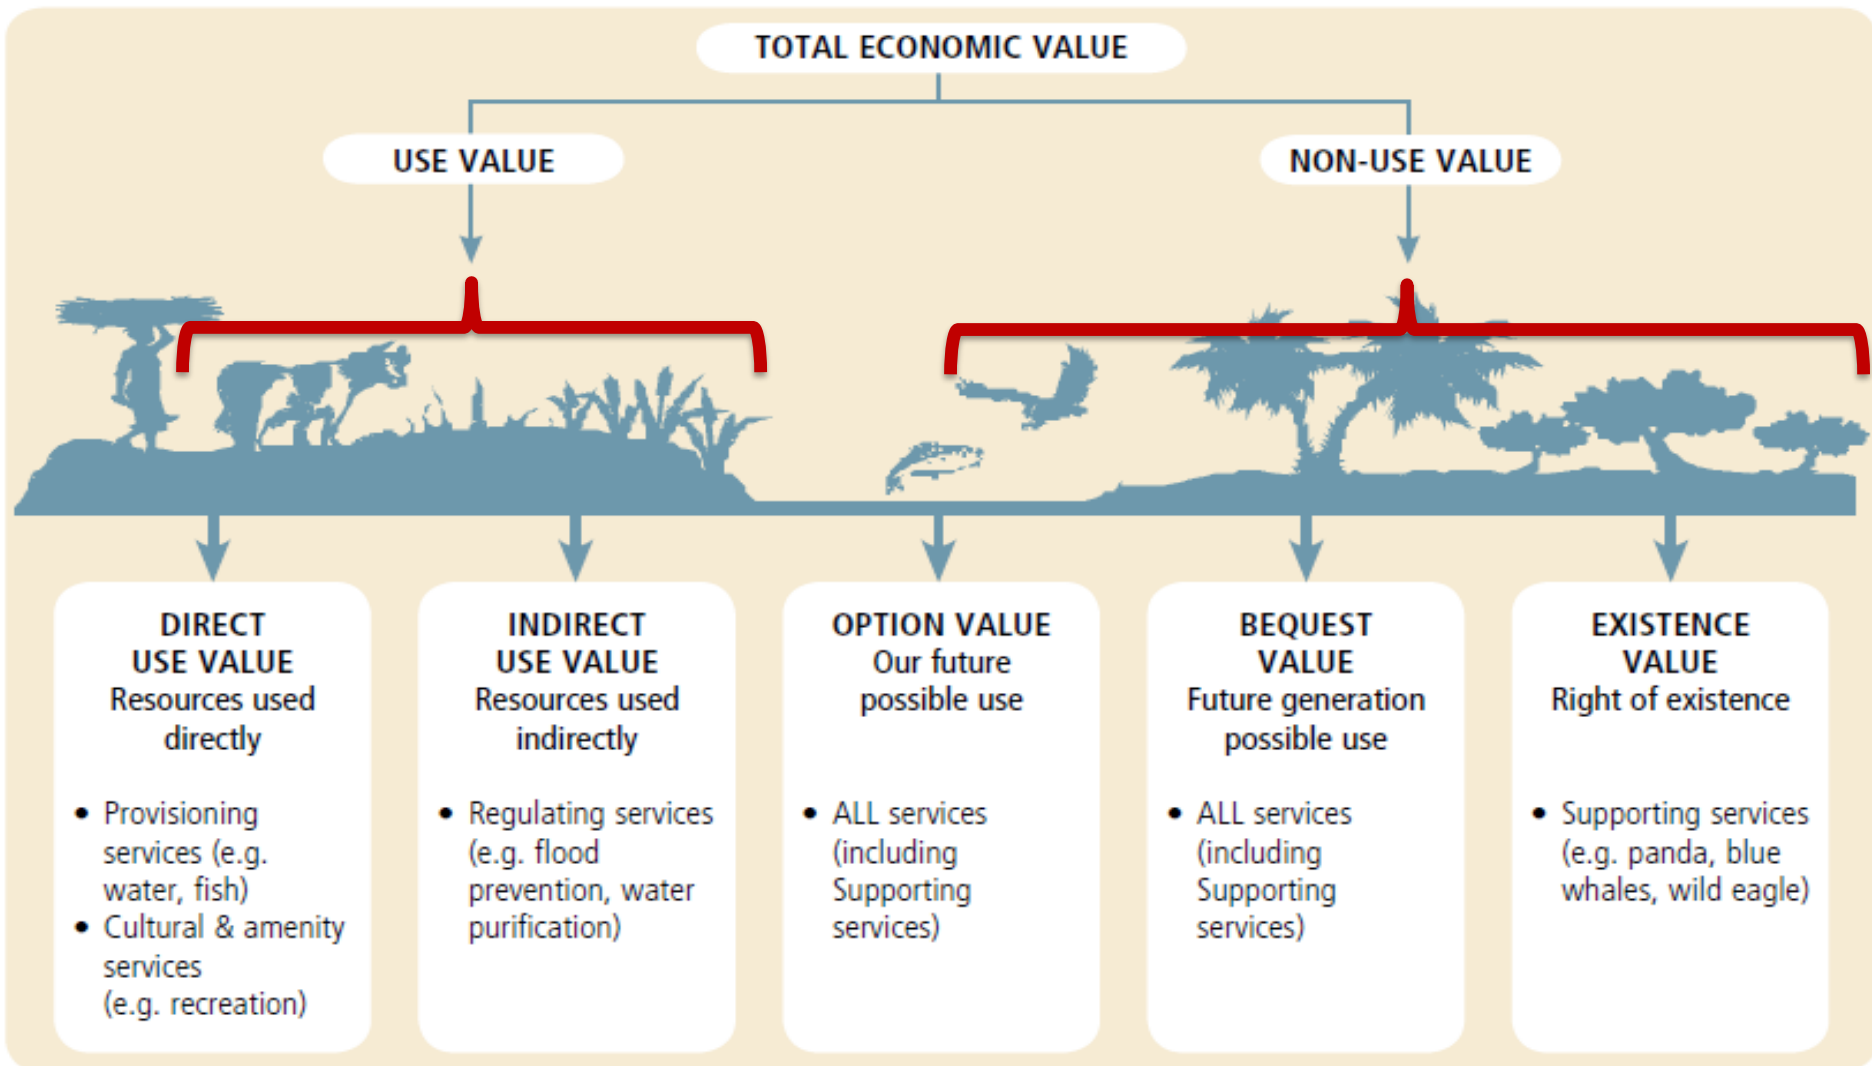 TOTAL ECONOMIC VALUE
USE VALUE
NON-USE VALUE
DIRECT
USE VALUE
Resources used
directly
• Provisioning
services (e.g.
water, fish)
• Cultural & amenity
services
(e.g. recreation)
INDIRECT
USE VALUE
Resources used
indirectly
• Regulating services
(e.g. flood
prevention, water
purification)
OPTION VALUE
Our future
possible use
• ALL services
(including
Supporting
services)
BEQUEST
VALUE
Future generation
possible use
• ALL services
(including
Supporting
services)
EXISTENCE
VALUE
Right of existence
• Supporting services
(e.g. panda, blue
whales, wild eagle)